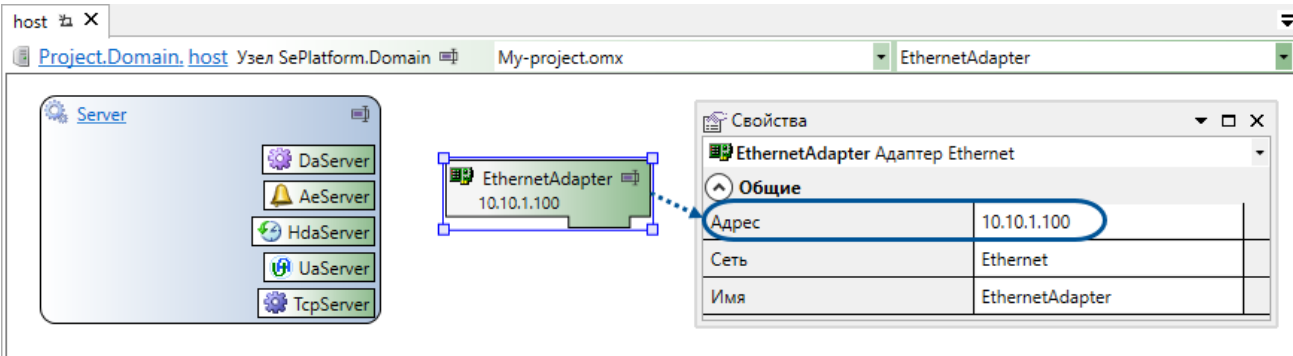 host
Project.Domain. host Узел SePlatform.Domain My-project.omx EthernetAdapter
Server
DaServer
AeServer
HdaServer
UaServer
TcpServer
EthernetAdapter
10.10.1.100
Свойства
EthernetAdapter Адаптер Ethernet
Общие
Адрес 10.10.1.100
Сеть Ethernet
Имя EthernetAdapter